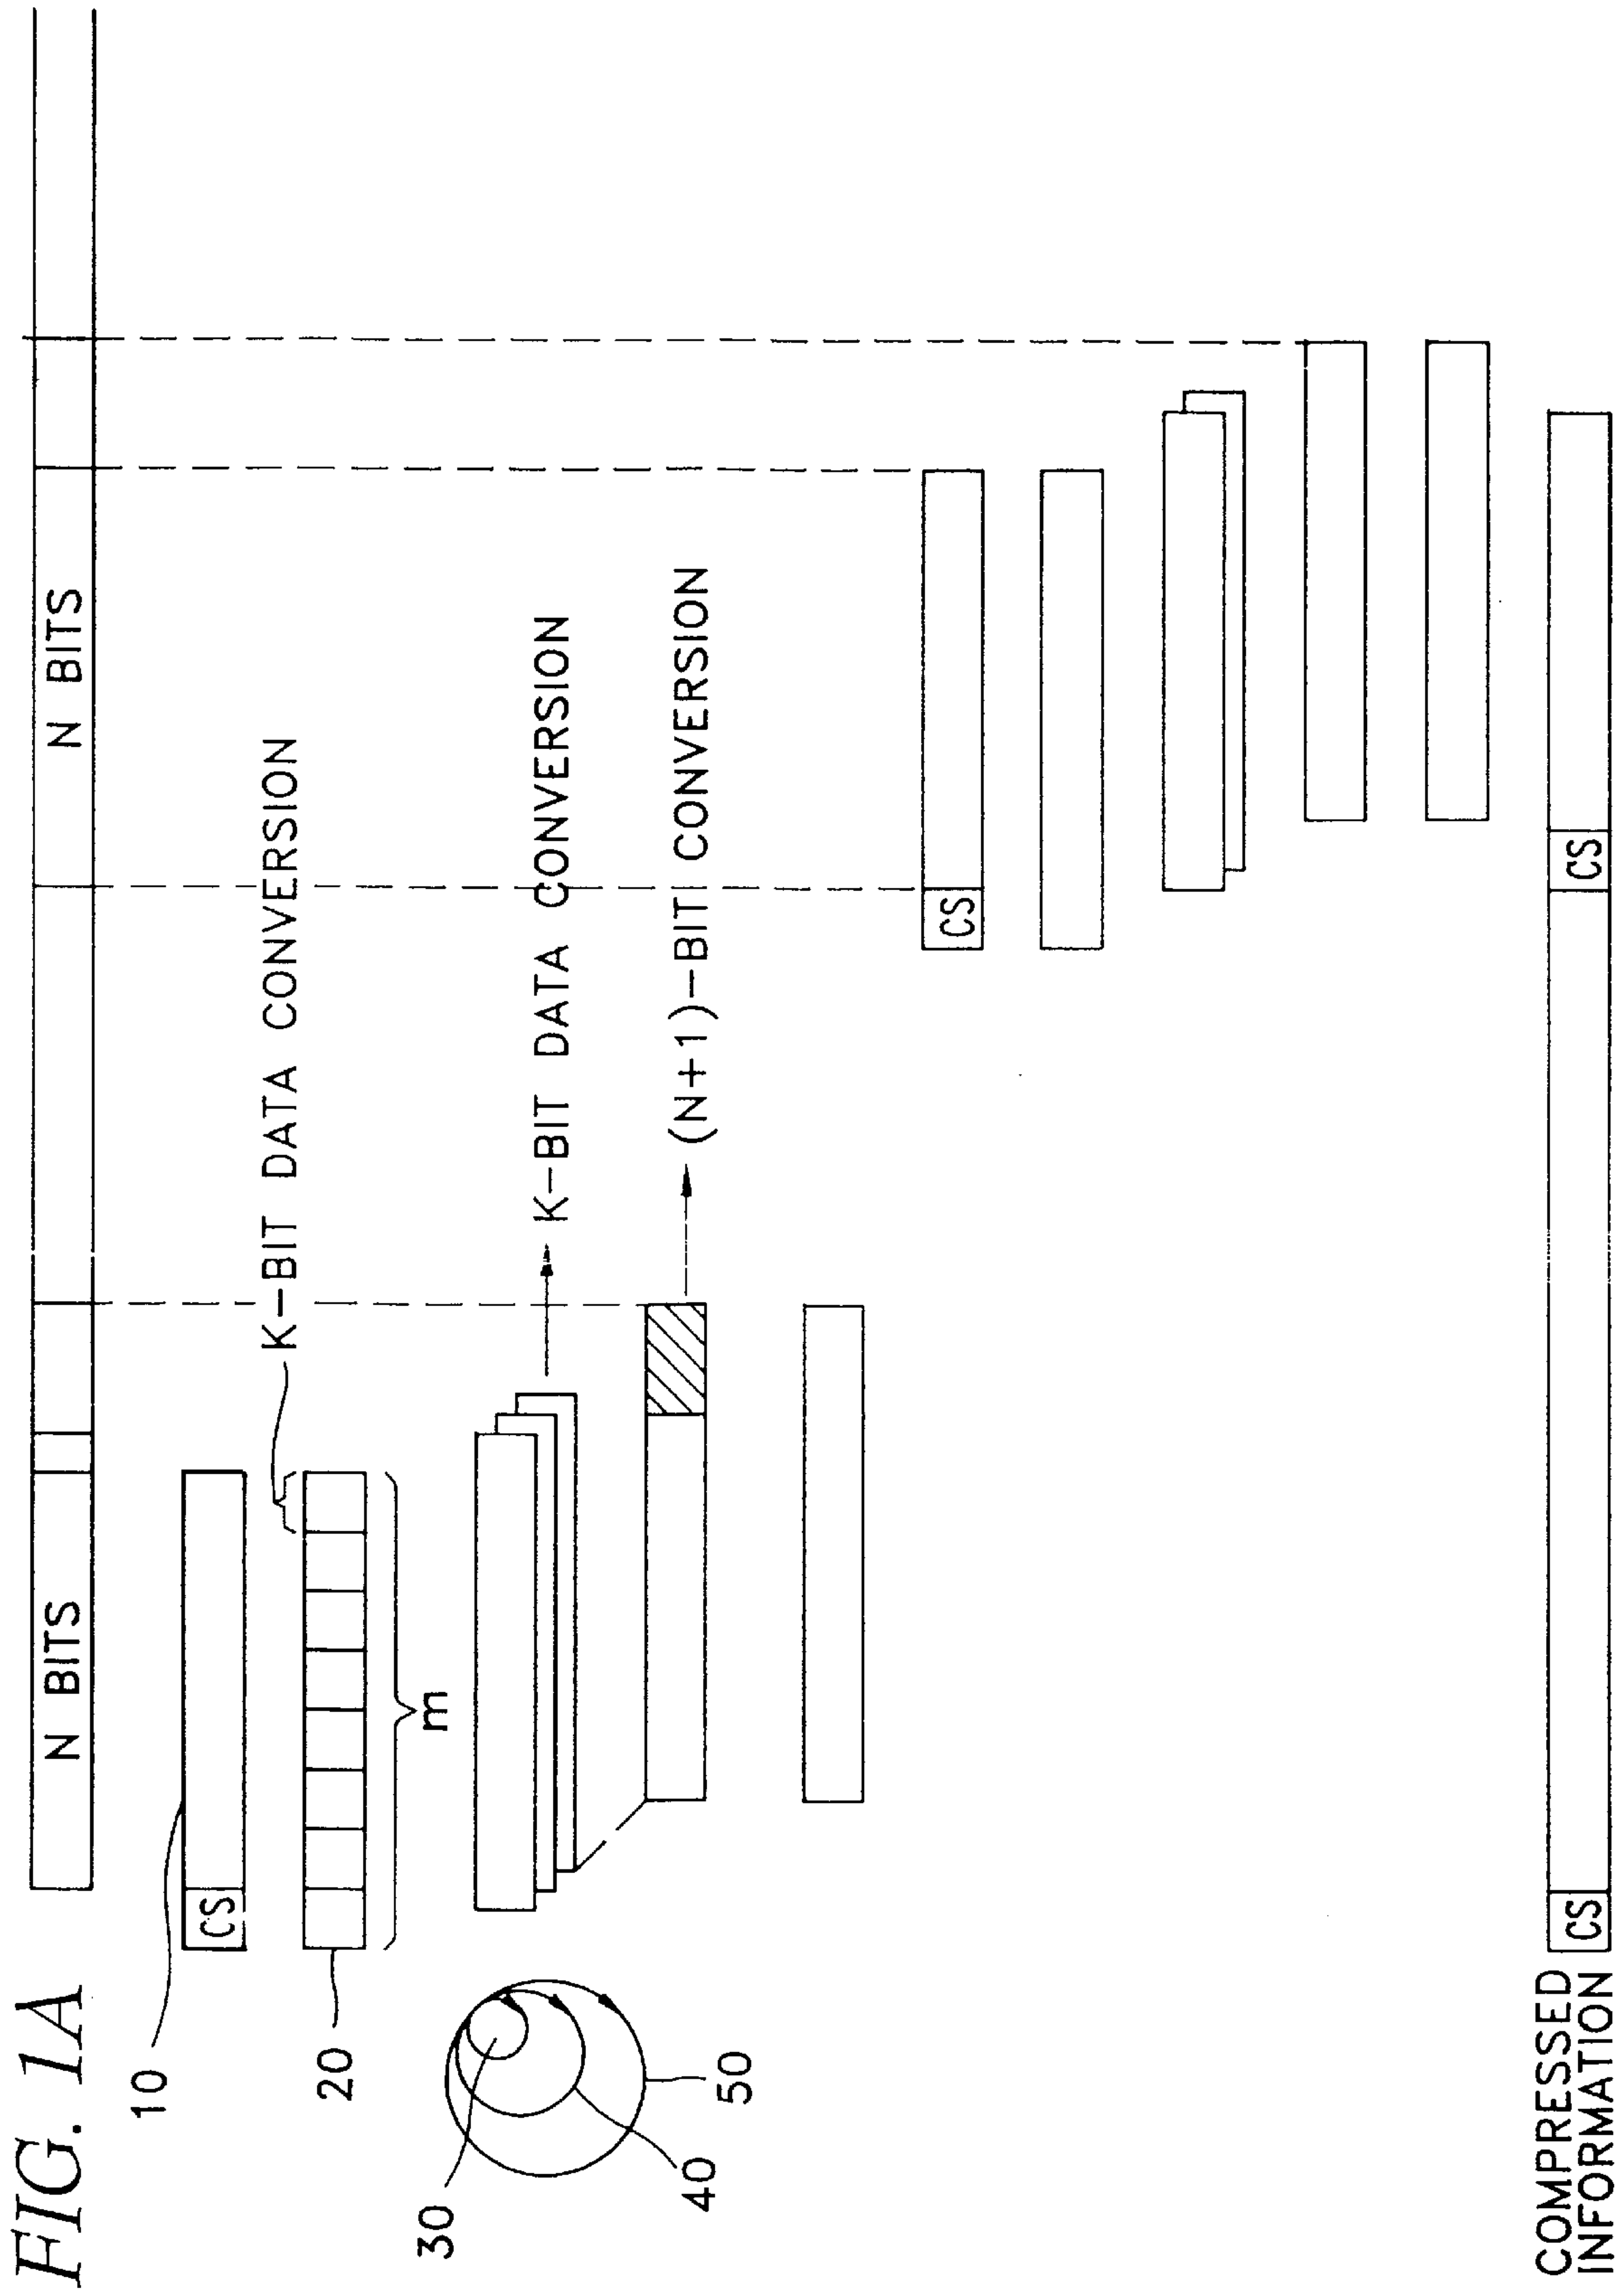 FIG. 1A
N BITS
N BITS
10
CS
K-BIT DATA CONVERSION
20
m
30
40
50
K-BIT DATA CONVERSION
(N+1)-BIT CONVERSION
CS
COMPRESSED
INFORMATION
CS
CS